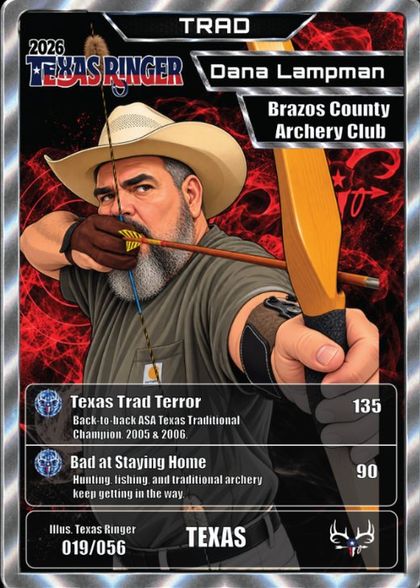 TRAD
2026
TEXAS RINGER
Dana Lampman
Brazos County
Archery Club
Texas Trad Terror 135
Back-to-back ASA Texas Traditional
Champion. 2005 & 2006.
Bad at Staying Home 90
Hunting, fishing, and traditional archery
keep getting in the way.
Illus. Texas Ringer
019/056
TEXAS